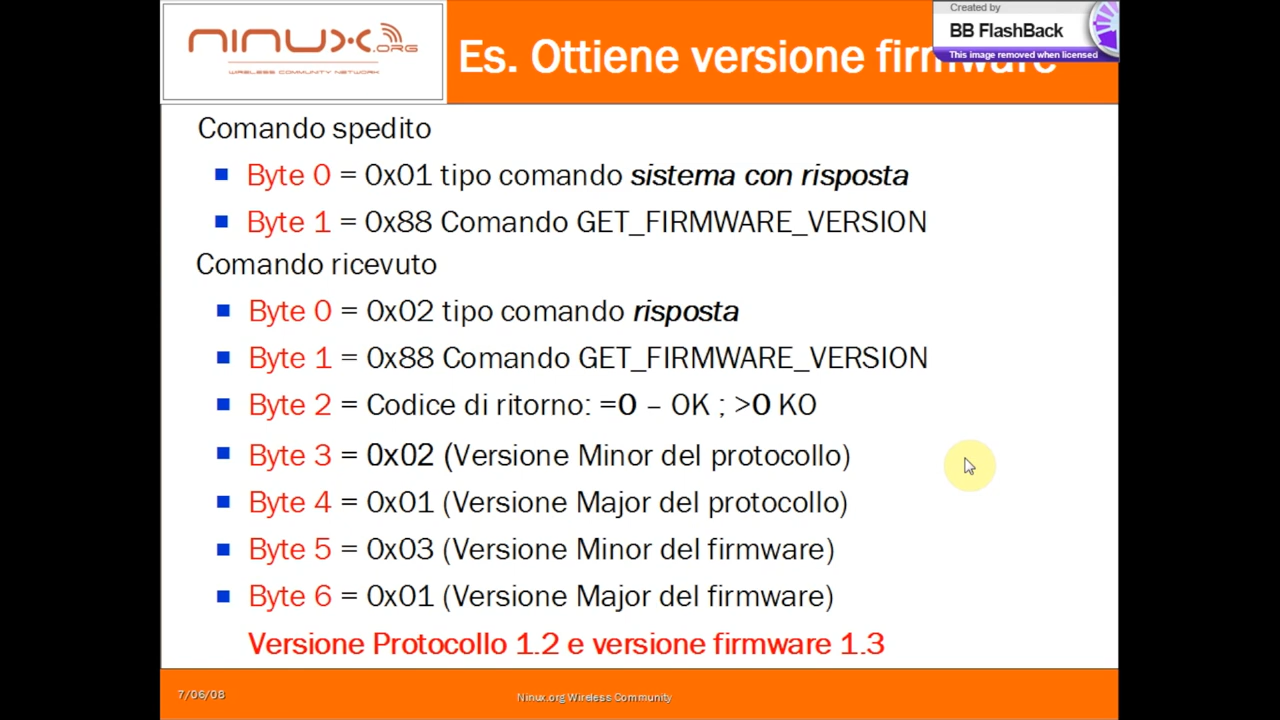 NINUX.ORG
WIRELESS COMMUNITY NETWORK
Es. Ottiene versione firmware
Created by
BB FlashBack
This image removed when licensed
Comando spedito
Byte 0 = 0x01 tipo comando sistema con risposta
Byte 1 = 0x88 Comando GET_FIRMWARE_VERSION
Comando ricevuto
Byte 0 = 0x02 tipo comando risposta
Byte 1 = 0x88 Comando GET_FIRMWARE_VERSION
Byte 2 = Codice di ritorno: =0 – OK ; >0 KO
Byte 3 = 0x02 (Versione Minor del protocollo)
Byte 4 = 0x01 (Versione Major del protocollo)
Byte 5 = 0x03 (Versione Minor del firmware)
Byte 6 = 0x01 (Versione Major del firmware)
Versione Protocollo 1.2 e versione firmware 1.3
7/06/08
Ninux.org Wireless Community